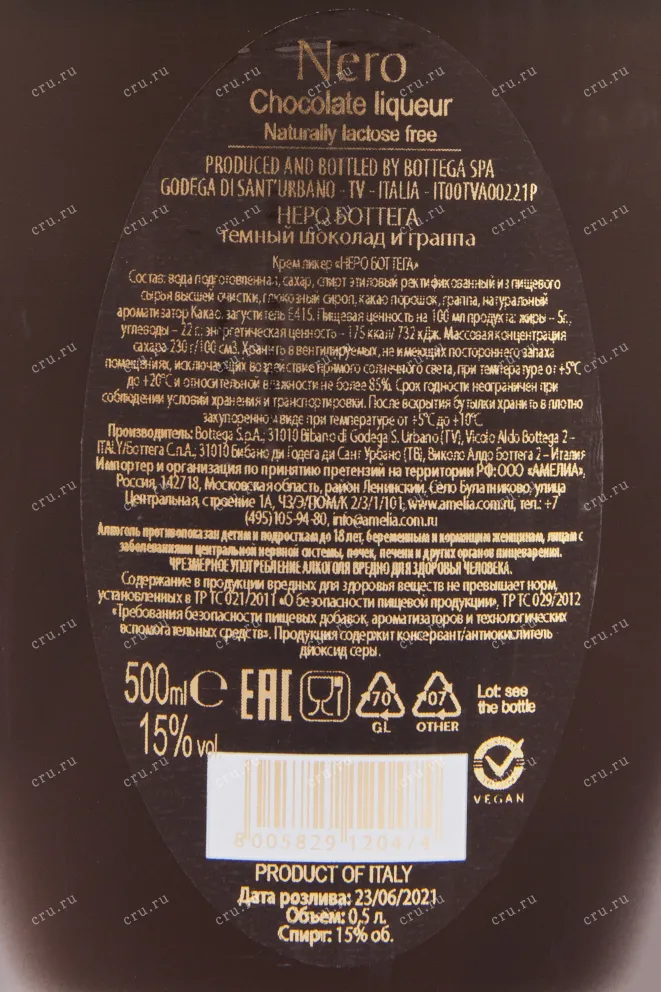 Nero
Chocolate liqueur
Naturally lactose free
PRODUCED AND BOTTLED BY BOTTEGA SPA
GODEGA DI SANT'URBANO - TV - ITALIA - IT00TVA00221P
НЕРО БОТТЕГА
темный шоколад и граппа
Крем ликер «НЕРО БОТТЕГА»
Состав: вода подготовленная, сахар, спирт этиловый ректификованный из пищевого
сырья высшей очистки, глюкозный сироп, какао порошок, граппа, натуральный
ароматизатор Какао, загуститель Е415. Пищевая ценность на 100 мл продукта: жиры – 5г.,
углеводы – 22 г.; энергетическая ценность – 175 ккал/ 732 кДж. Массовая концентрация
сахара 230 г/100 см3. Хранить в вентилируемых, не имеющих постороннего запаха
помещениях, исключающих воздействие прямого солнечного света, при температуре от +5°С
до +20°С и относительной влажности не более 85%. Срок годности неограничен при
соблюдении условий хранения и транспортировки. После вскрытия бутылки хранить в плотно
закупоренном виде при температуре от +5°С до +10°С
Производитель: Bottega S.p.A.; 31010 Bibano di Godega S. Urbano (TV), Vicolo Aldo Bottega 2 -
ITALY/Боттега С.п.А.; 31010 Бибано ди Годега ди Сант Урбано (ТВ), Виколо Алдо Боттега 2 – Италия
Импортер и организация по принятию претензий на территории РФ: ООО «АМЕЛИА»,
Россия, 142718, Московская область, район Ленинский. Село Булатниково улица
Центральная, строение 1А, ЧЗ/ЭЛОМ/К 2/3/1/101, www.amelia.com.ru, тел.: +7
(495)105-94-80, info@amelia.com.ru
Алкоголь противопоказан детям и подросткам до 18 лет, беременным и кормящим женщинам, лицам с
заболеваниями центральной нервной системы, почек, печени и других органов пищеварения.
ЧРЕЗМЕРНОЕ УПОТРЕБЛЕНИЕ АЛКОГОЛЯ ВРЕДНО ДЛЯ ЗДОРОВЬЯ ЧЕЛОВЕКА.
Содержание в продукции вредных для здоровья веществ не превышает норм,
установленных в ТР ТС 021/2011 «О безопасности пищевой продукции», ТР ТС 029/2012
«Требования безопасности пищевых добавок, ароматизаторов и технологических
вспомогательных средств». Продукция содержит консервант/антиокислитель
диоксид серы.
500ml e EAC 70 GL 07 OTHER Lot: see
the bottle
15% vol
VEGAN
8 005829 120474
PRODUCT OF ITALY
Дата розлива: 23/06/2021
Объем: 0,5 л.
Спирт: 15% об.
cru.ru